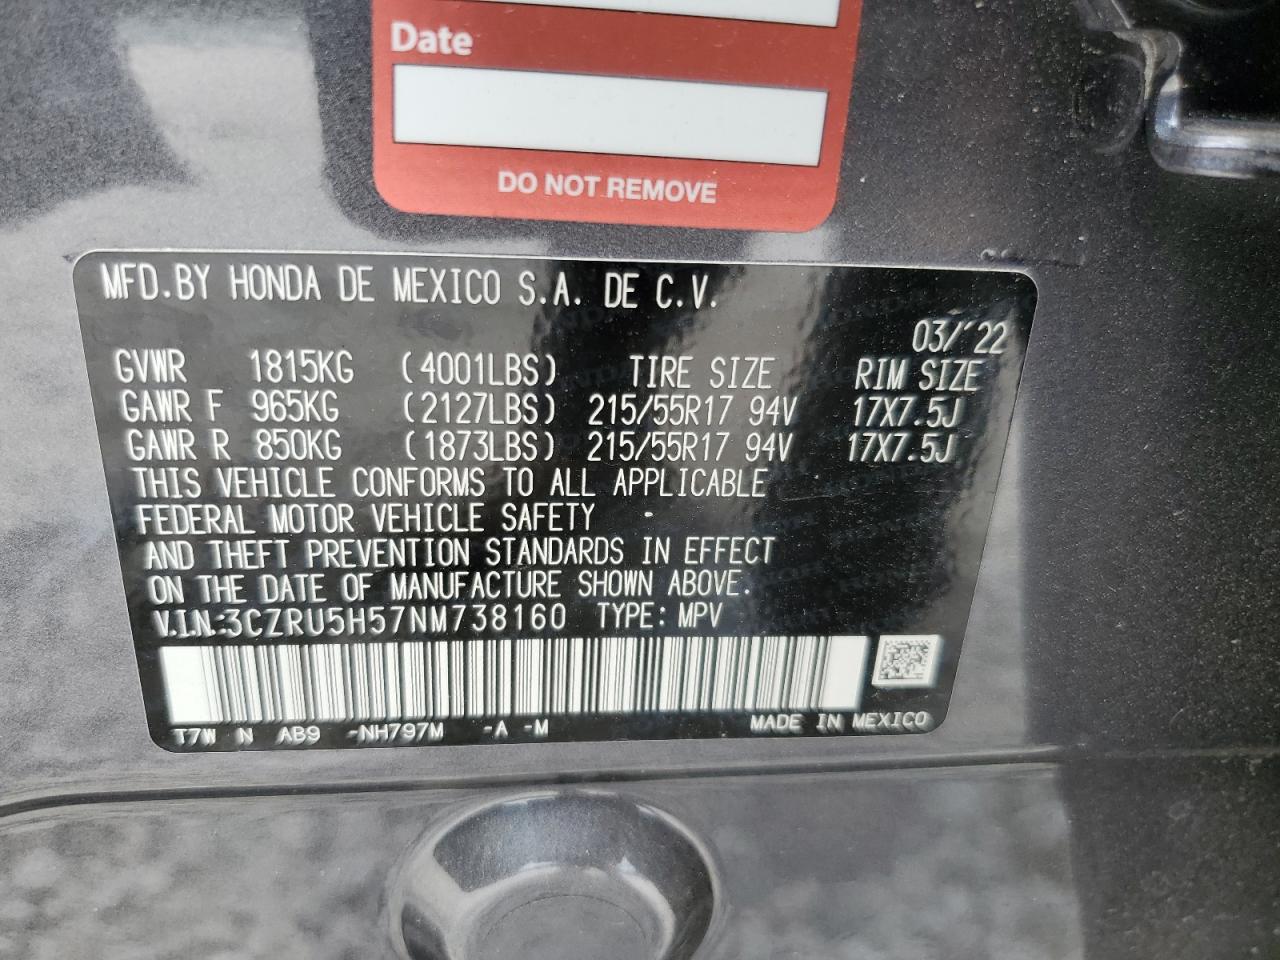 Date
DO NOT REMOVE
MFD.BY HONDA DE MEXICO S.A. DE C.V.
03/'22
GVWR 1815KG (4001LBS) TIRE SIZE RIM SIZE
GAWR F 965KG (2127LBS) 215/55R17 94V 17X7.5J
GAWR R 850KG (1873LBS) 215/55R17 94V 17X7.5J
THIS VEHICLE CONFORMS TO ALL APPLICABLE
FEDERAL MOTOR VEHICLE SAFETY
AND THEFT PREVENTION STANDARDS IN EFFECT
ON THE DATE OF MANUFACTURE SHOWN ABOVE.
V.I.N:3CZRU5H57NM738160 TYPE: MPV
T7W N AB9 -NH797M -A -M MADE IN MEXICO